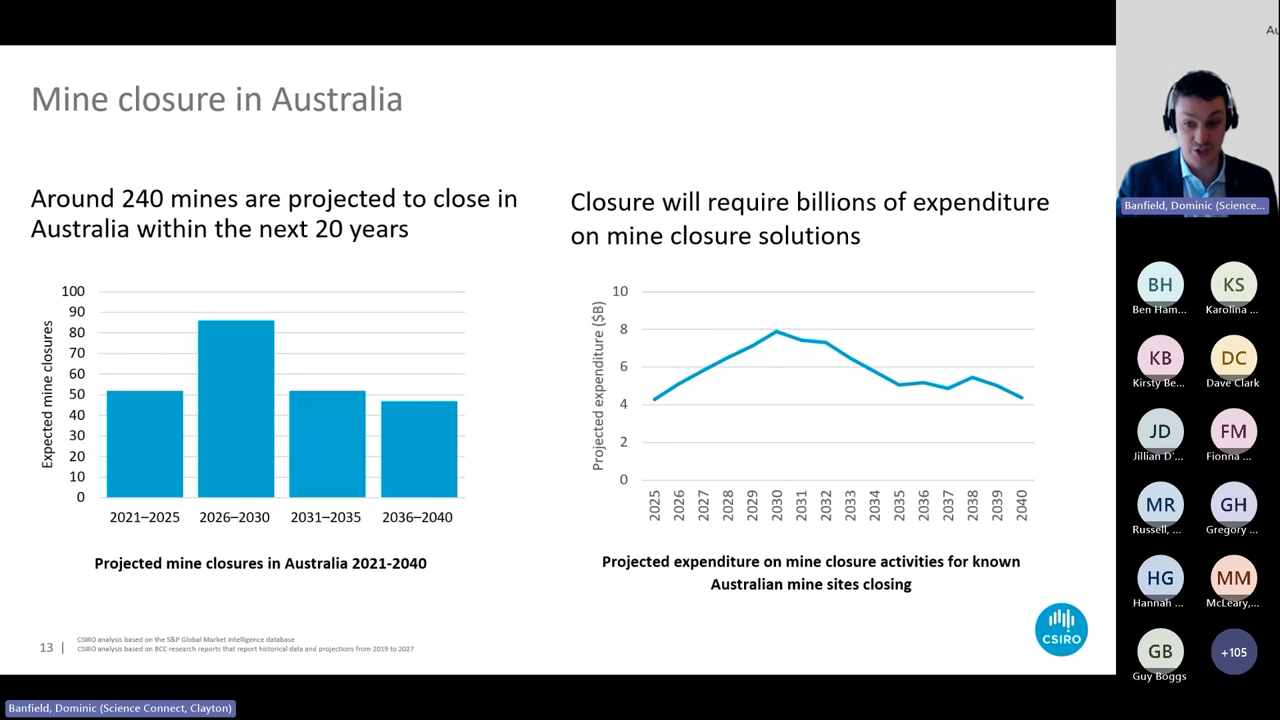 Mine closure in Australia
Around 240 mines are projected to close in
Australia within the next 20 years
Expected mine closures
100
90
80
70
60
50
40
30
20
10
0
2021–2025 2026–2030 2031–2035 2036–2040
Projected mine closures in Australia 2021-2040
Closure will require billions of expenditure
on mine closure solutions
Projected expenditure ($B)
10
8
6
4
2
0
2025 2026 2027 2028 2029 2030 2031 2032 2033 2034 2035 2036 2037 2038 2039 2040
Projected expenditure on mine closure activities for known
Australian mine sites closing
13 |
CSIRO analysis based on the S&P Global Market Intelligence database
CSIRO analysis based on BCC research reports that report historical data and projections from 2019 to 2027
CSIRO
Au
Banfield, Dominic (Science...
BH KS
Ben Ham... Karolina ...
KB DC
Kirsty Be... Dave Clark
JD FM
Jillian D'... Fionna ...
MR GH
Russell, ... Gregory ...
HG MM
Hannah ... McLeary,...
GB +105
Guy Boggs
Banfield, Dominic (Science Connect, Clayton)